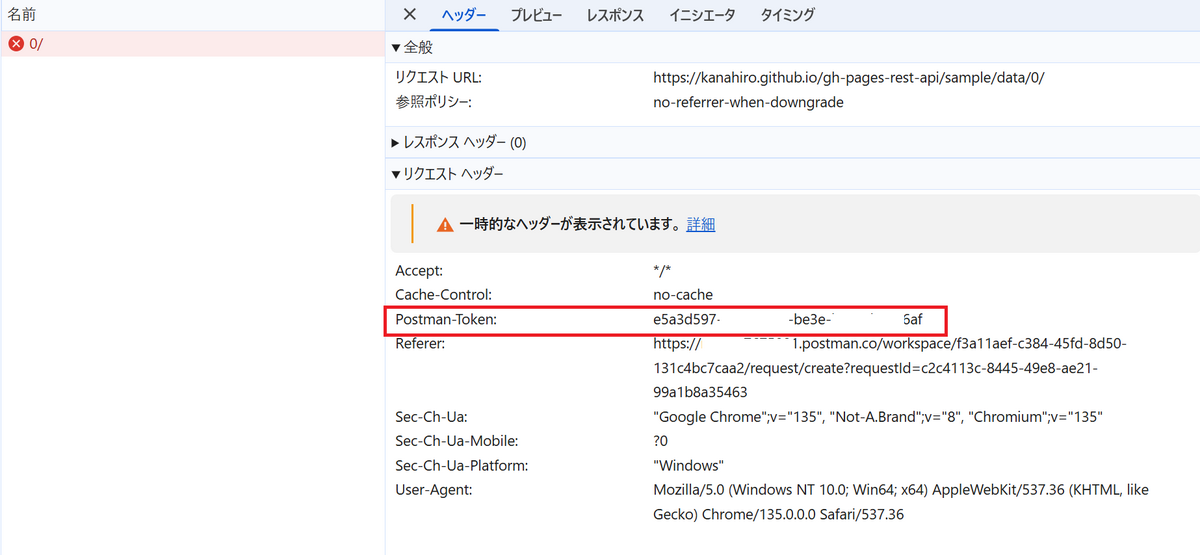 名前
0/
ヘッダー プレビュー レスポンス イニシエータ タイミング
全般
リクエスト URL: https://kanahiro.github.io/gh-pages-rest-api/sample/data/0/
参照ポリシー: no-referrer-when-downgrade
レスポンス ヘッダー (0)
リクエスト ヘッダー
一時的なヘッダーが表示されています。 詳細
Accept: */*
Cache-Control: no-cache
Postman-Token: e5a3d597- -be3e- 6af
Referer: https:// 1.postman.co/workspace/f3a11aef-c384-45fd-8d50-
131c4bc7caa2/request/create?requestId=c2c4113c-8445-49e8-ae21-
99a1b8a35463
Sec-Ch-Ua: "Google Chrome";v="135", "Not-A.Brand";v="8", "Chromium";v="135"
Sec-Ch-Ua-Mobile: ?0
Sec-Ch-Ua-Platform: "Windows"
User-Agent: Mozilla/5.0 (Windows NT 10.0; Win64; x64) AppleWebKit/537.36 (KHTML, like
Gecko) Chrome/135.0.0.0 Safari/537.36